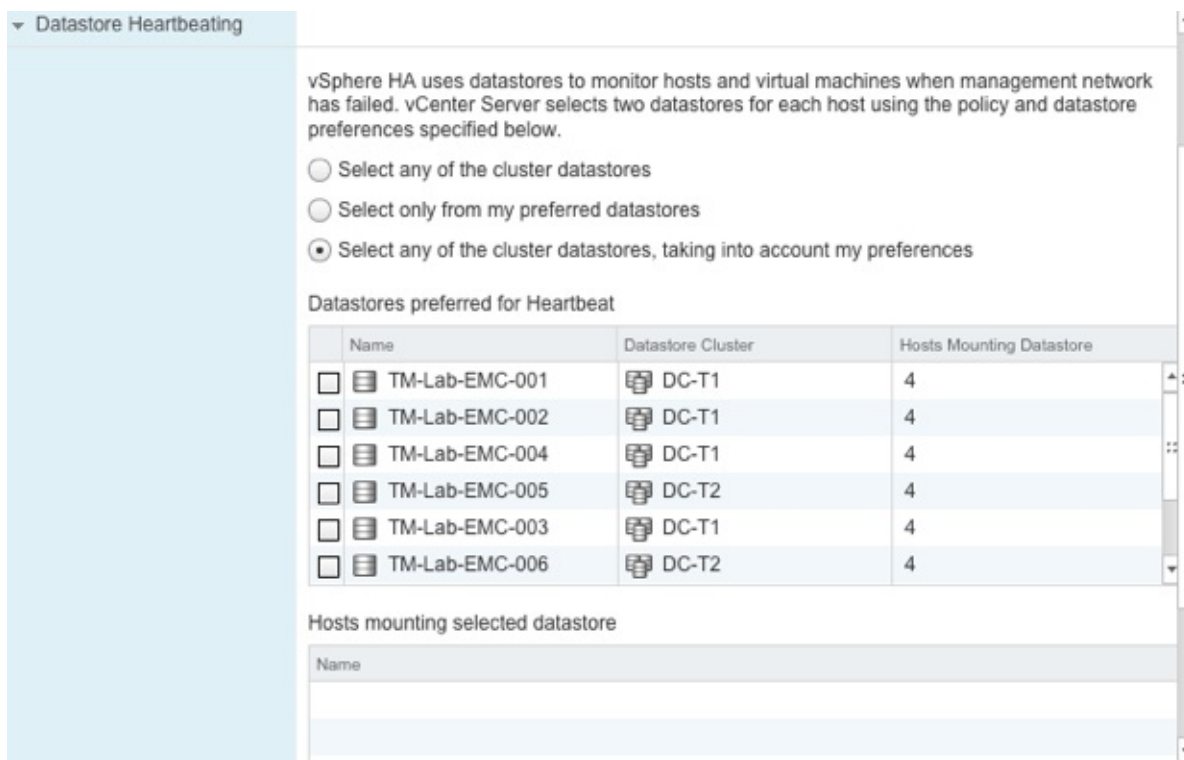 Datastore Heartbeating
vSphere HA uses datastores to monitor hosts and virtual machines when management network
has failed. vCenter Server selects two datastores for each host using the policy and datastore
preferences specified below.
Select any of the cluster datastores
Select only from my preferred datastores
Select any of the cluster datastores, taking into account my preferences
Datastores preferred for Heartbeat
Name Datastore Cluster Hosts Mounting Datastore
TM-Lab-EMC-001 DC-T1 4
TM-Lab-EMC-002 DC-T1 4
TM-Lab-EMC-004 DC-T1 4
TM-Lab-EMC-005 DC-T2 4
TM-Lab-EMC-003 DC-T1 4
TM-Lab-EMC-006 DC-T2 4
Hosts mounting selected datastore
Name